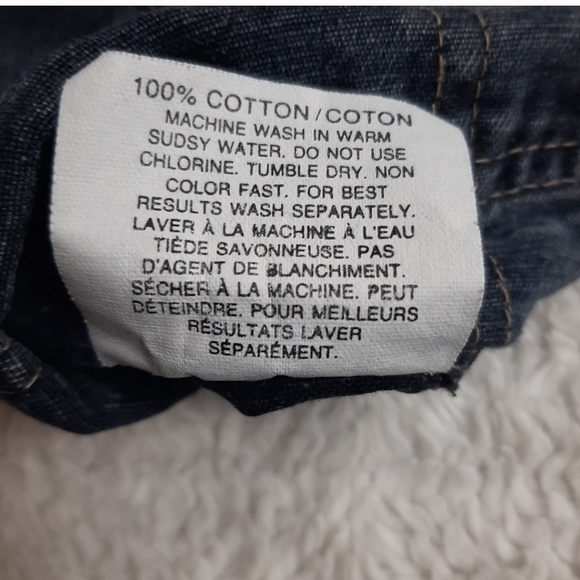 100% COTTON/COTON
MACHINE WASH IN WARM
SUDSY WATER. DO NOT USE
CHLORINE. TUMBLE DRY. NON
COLOR FAST. FOR BEST
RESULTS WASH SEPARATELY.
LAVER À LA MACHINE À L'EAU
TIÈDE SAVONNEUSE. PAS
D'AGENT DE BLANCHIMENT.
SÉCHER À LA MACHINE. PEUT
DÉTEINDRE. POUR MEILLEURS
RÉSULTATS LAVER
SÉPARÉMENT.